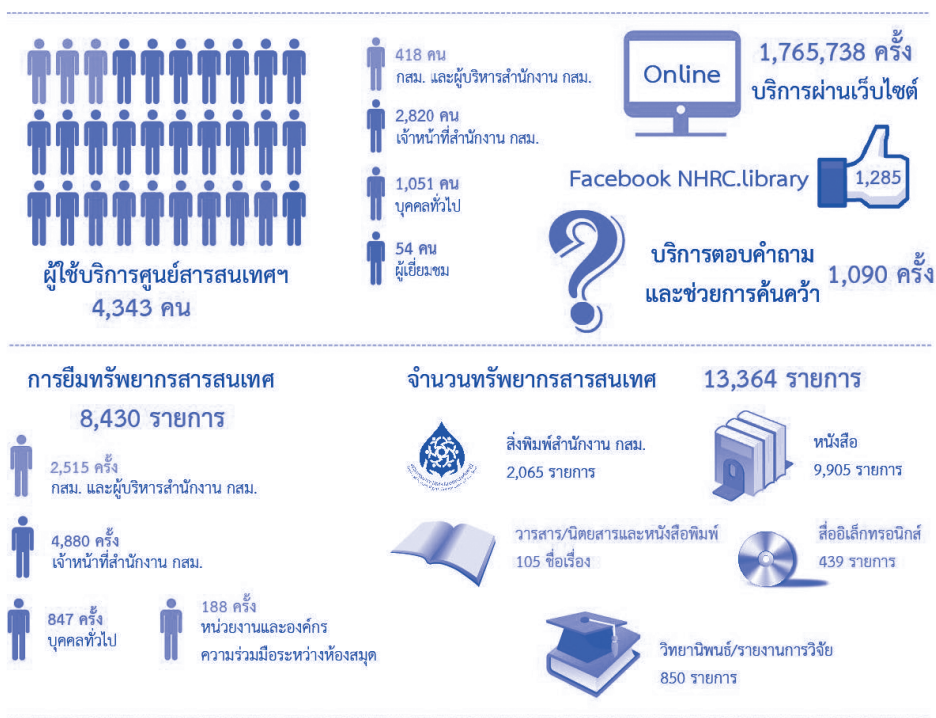 418 คน
กสม. และผู้บริหารสำนักงาน กสม.
2,820 คน
เจ้าหน้าที่สำนักงาน กสม.
1,051 คน
บุคคลทั่วไป
54 คน
ผู้เยี่ยมชม
ผู้ใช้บริการศูนย์สารสนเทศฯ
4,343 คน
Online
1,765,738 ครั้ง
บริการผ่านเว็บไซต์
Facebook NHRC.library
1,285
บริการตอบคำถาม
และช่วยการค้นคว้า
1,090 ครั้ง
การยืมทรัพยากรสารสนเทศ
8,430 รายการ
2,515 ครั้ง
กสม. และผู้บริหารสำนักงาน กสม.
4,880 ครั้ง
เจ้าหน้าที่สำนักงาน กสม.
847 ครั้ง
บุคคลทั่วไป
188 ครั้ง
หน่วยงานและองค์กร
ความร่วมมือระหว่างห้องสมุด
จำนวนทรัพยากรสารสนเทศ 13,364 รายการ
สิ่งพิมพ์สำนักงาน กสม.
2,065 รายการ
หนังสือ
9,905 รายการ
วารสาร/นิตยสารและหนังสือพิมพ์
105 ชื่อเรื่อง
สื่ออิเล็กทรอนิกส์
439 รายการ
วิทยานิพนธ์/รายงานการวิจัย
850 รายการ